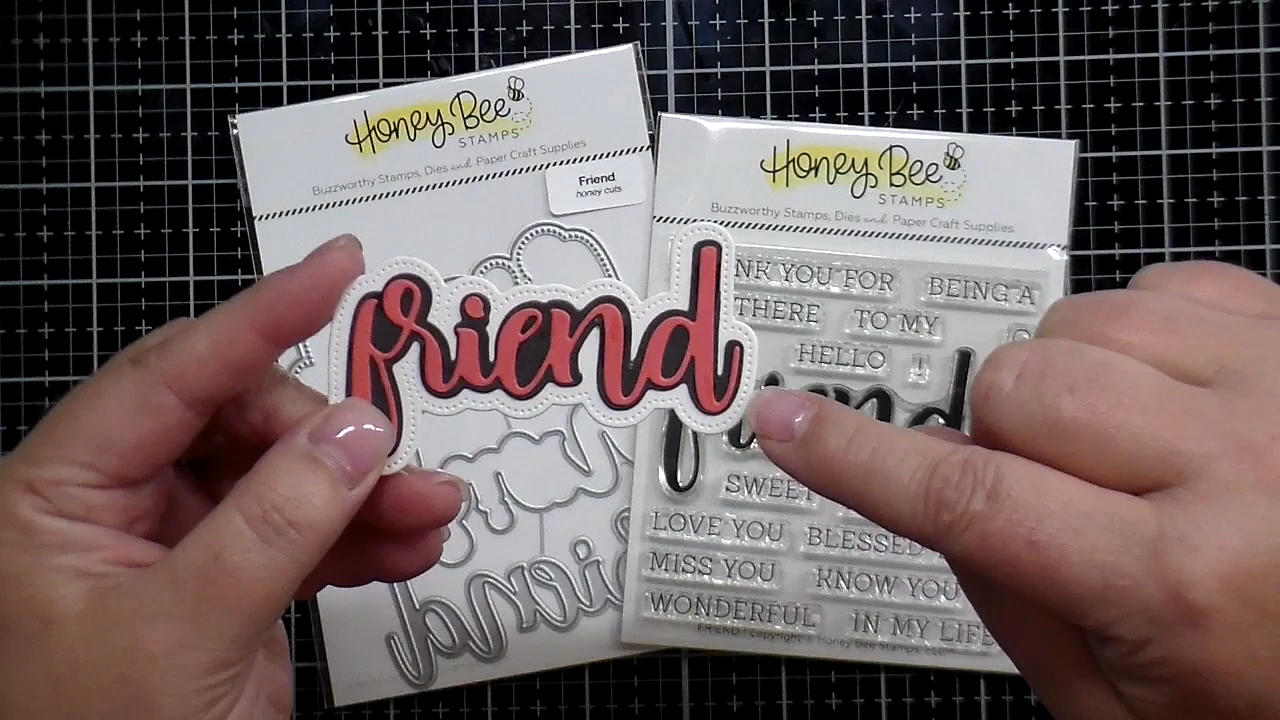 Honey Bee
STAMPS
Buzzworthy Stamps, Dies and Paper Craft Supplies
Friend
honey cuts
friend
friend
Honey Bee
STAMPS
Buzzworthy Stamps, Dies and Paper Craft Supplies
NK YOU FOR BEING A
THERE TO MY
HELLO !
SWEET
LOVE YOU BLESSED
MISS YOU KNOW YOU
WONDERFUL IN MY LIFE
FRIEND | Copyright © Honey Bee Stamps, LLC